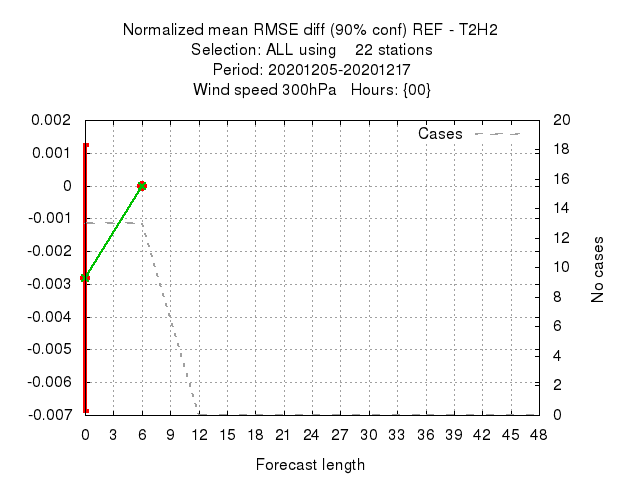 Normalized mean RMSE diff (90% conf) REF - T2H2
Selection: ALL using 22 stations
Period: 20201205-20201217
Wind speed 300hPa Hours: {00}
Cases
0.002
0.001
0
-0.001
-0.002
-0.003
-0.004
-0.005
-0.006
-0.007
20
18
16
14
12
10
8
6
4
2
0
No cases
0 3 6 9 12 15 18 21 24 27 30 33 36 39 42 45 48
Forecast length